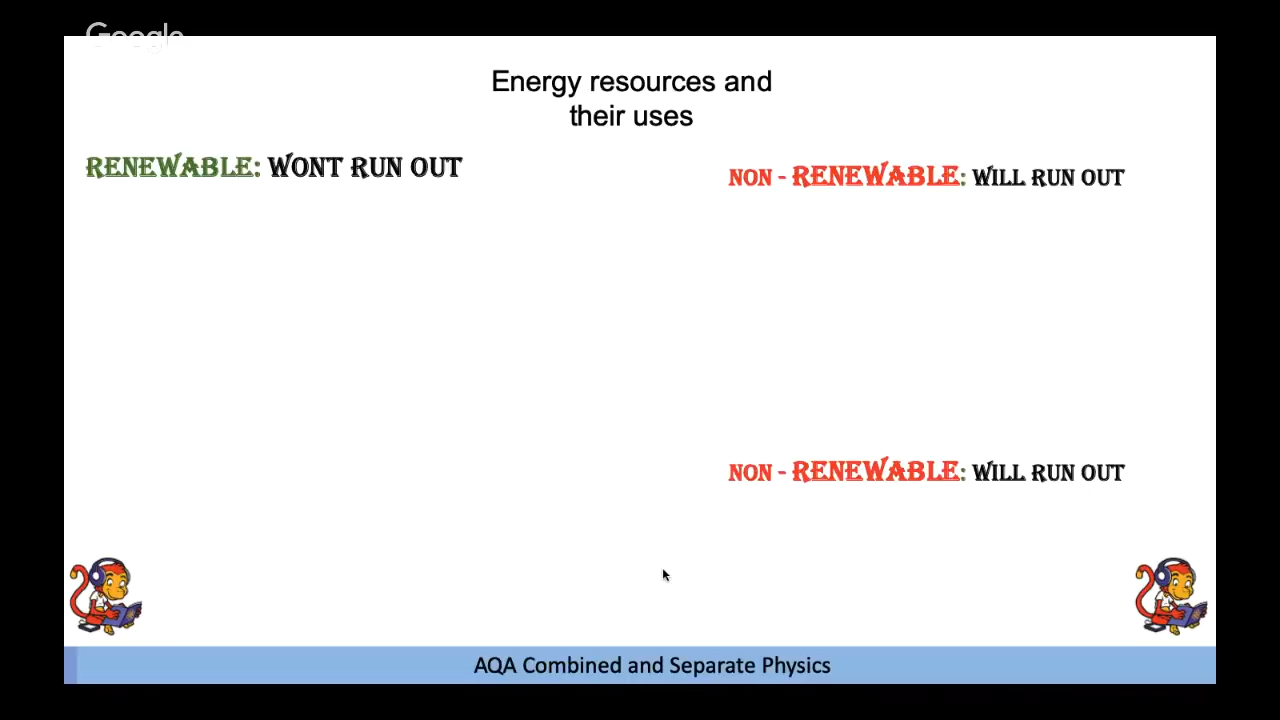 Google
Energy resources and
their uses
RENEWABLE: WONT RUN OUT
NON - RENEWABLE: WILL RUN OUT
NON - RENEWABLE: WILL RUN OUT
AQA Combined and Separate Physics